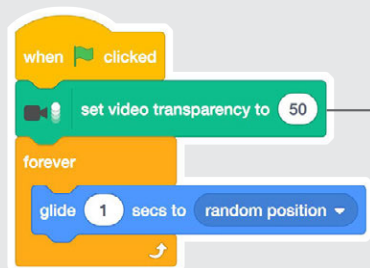 when clicked
set video transparency to 50
forever
glide 1 secs to random position